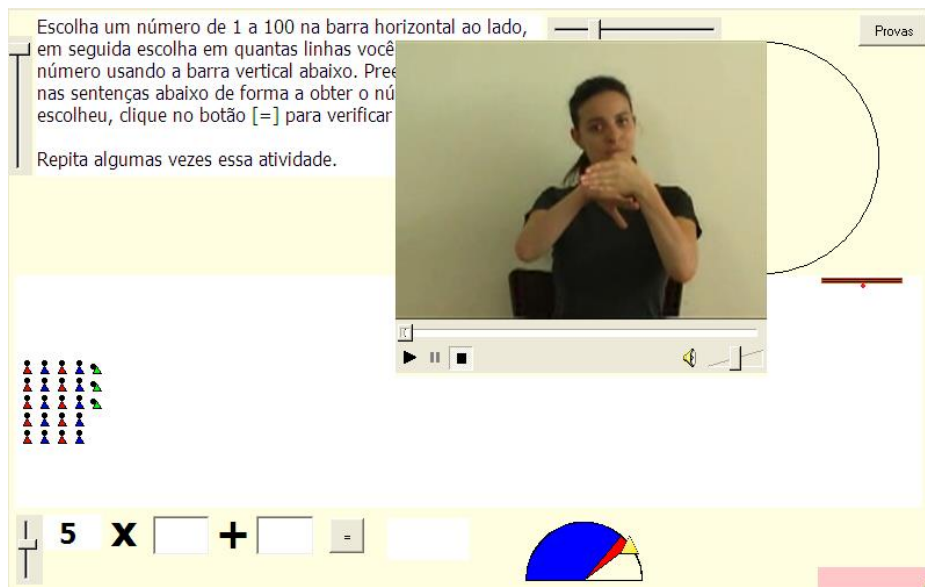 Escolha um número de 1 a 100 na barra horizontal ao lado,
em seguida escolha em quantas linhas você
número usando a barra vertical abaixo.
nas sentenças abaixo de forma a obter o
escolheu, clique no botão [=] para verificar
Repita algumas vezes essa atividade.
Provas
5 x + =